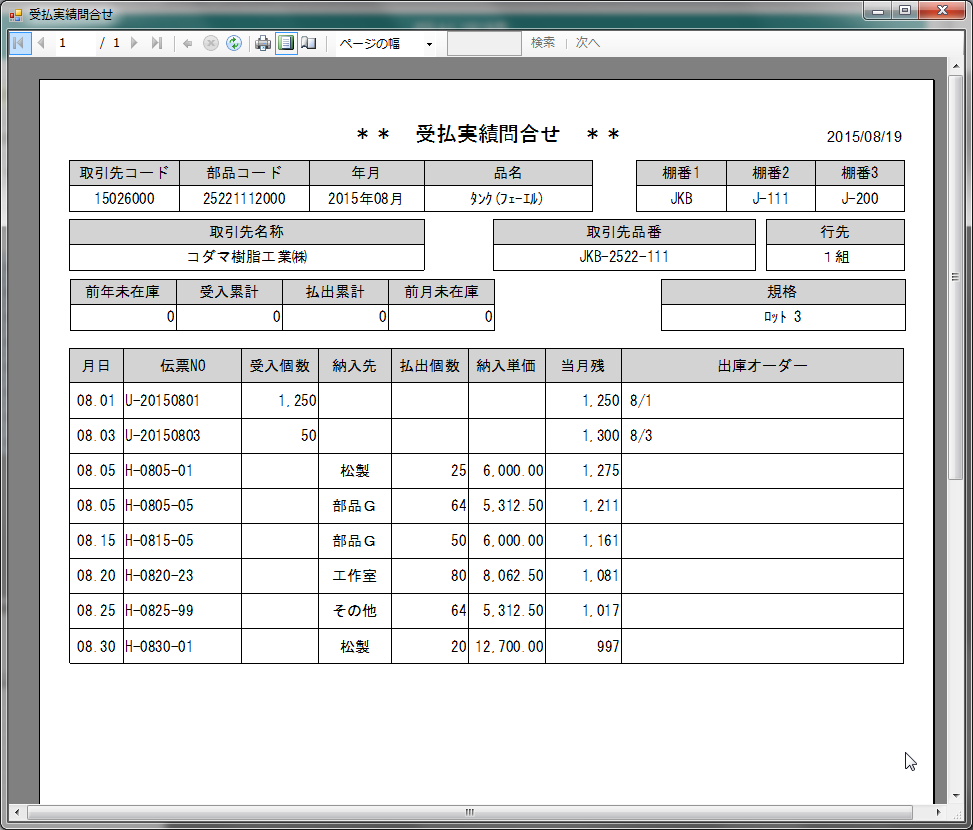 受払実績問合せ
1 / 1 ページの幅 検索 次へ
＊＊ 受払実績問合せ ＊＊
2015/08/19
取引先コード 部品コード 年月 品名 棚番1 棚番2 棚番3
15026000 25221112000 2015年08月 ﾀﾝｸ(ﾌｭｰｴﾙ) JKB J-111 J-200
取引先名称 取引先品番 行先
コダマ樹脂工業㈱ JKB-2522-111 １組
前年未在庫 受入累計 払出累計 前月未在庫 規格
0 0 0 0 ﾛｯﾄ 3
月日 伝票NO 受入個数 納入先 払出個数 納入単価 当月残 出庫オーダー
08.01 U-20150801 1,250 1,250 8/1
08.03 U-20150803 50 1,300 8/3
08.05 H-0805-01 松製 25 6,000.00 1,275
08.05 H-0805-05 部品Ｇ 64 5,312.50 1,211
08.15 H-0815-05 部品Ｇ 50 6,000.00 1,161
08.20 H-0820-23 工作室 80 8,062.50 1,081
08.25 H-0825-99 その他 64 5,312.50 1,017
08.30 H-0830-01 松製 20 12,700.00 997